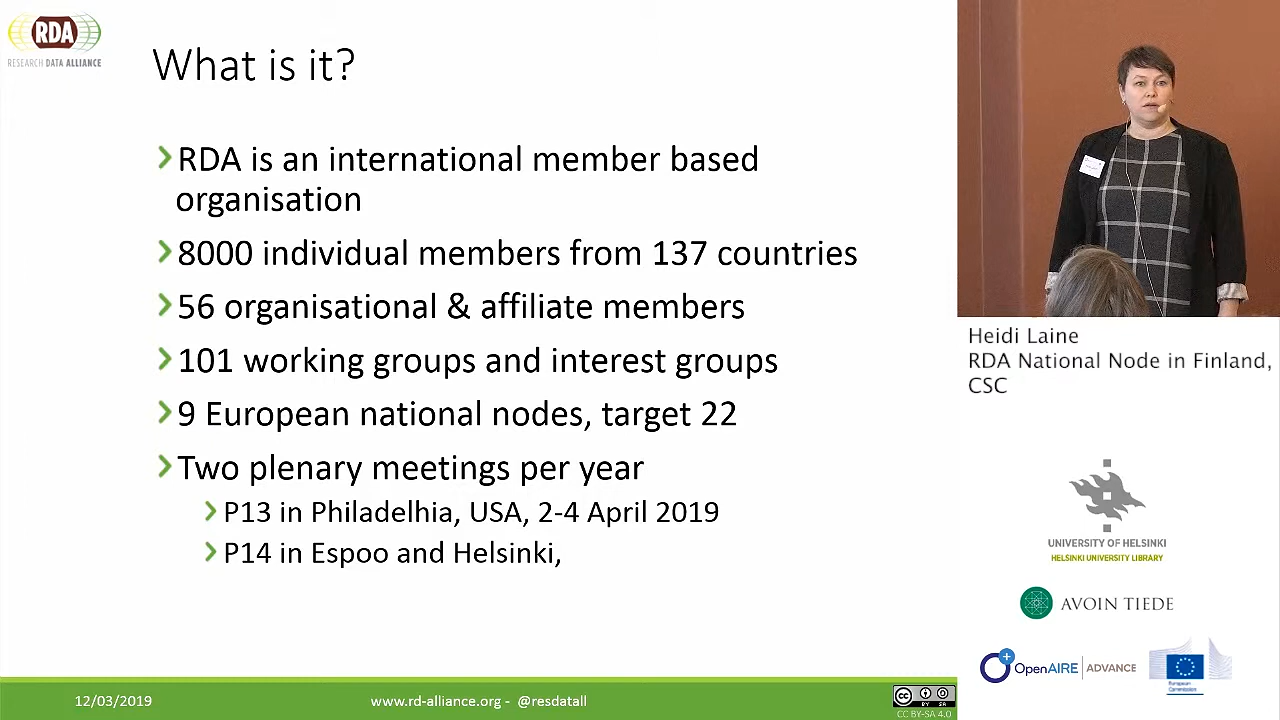 RDA
RESEARCH DATA ALLIANCE
What is it?
RDA is an international member based
organisation
8000 individual members from 137 countries
56 organisational & affiliate members
101 working groups and interest groups
9 European national nodes, target 22
Two plenary meetings per year
P13 in Philadelhia, USA, 2-4 April 2019
P14 in Espoo and Helsinki,
12/03/2019
www.rd-alliance.org - @resdatall
CC BY SA
CC BY-SA 4.0
Heidi Laine
RDA National Node in Finland,
CSC
UNIVERSITY OF HELSINKI
HELSINKI UNIVERSITY LIBRARY
AVOIN TIEDE
OpenAIRE ADVANCE
European
Commission